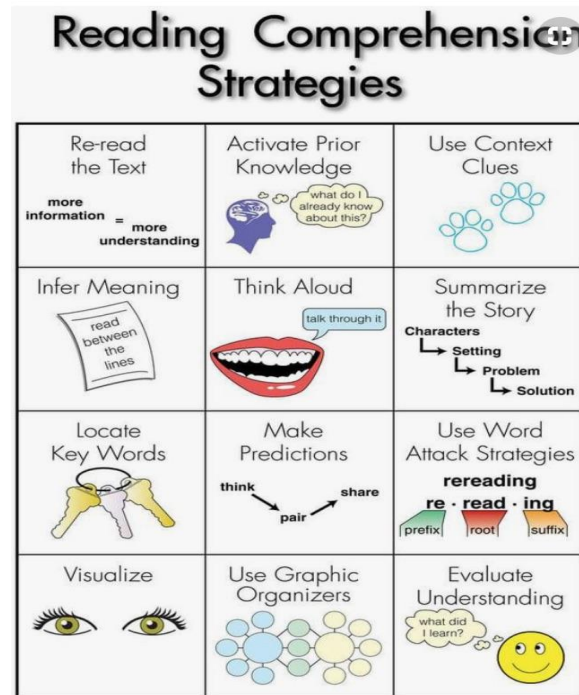 Reading Comprehension
Strategies
Re-read
the Text
more
information
=
more
understanding
Activate Prior
Knowledge
what do I
already know
about this?
Use Context
Clues
Infer Meaning
read
between
the
lines
Think Aloud
talk through it
Summarize
the Story
Characters
Setting
Problem
Solution
Locate
Key Words
Make
Predictions
think
pair
share
Use Word
Attack Strategies
rereading
re · read · ing
prefix root suffix
Visualize
Use Graphic
Organizers
Evaluate
Understanding
what did
I learn?